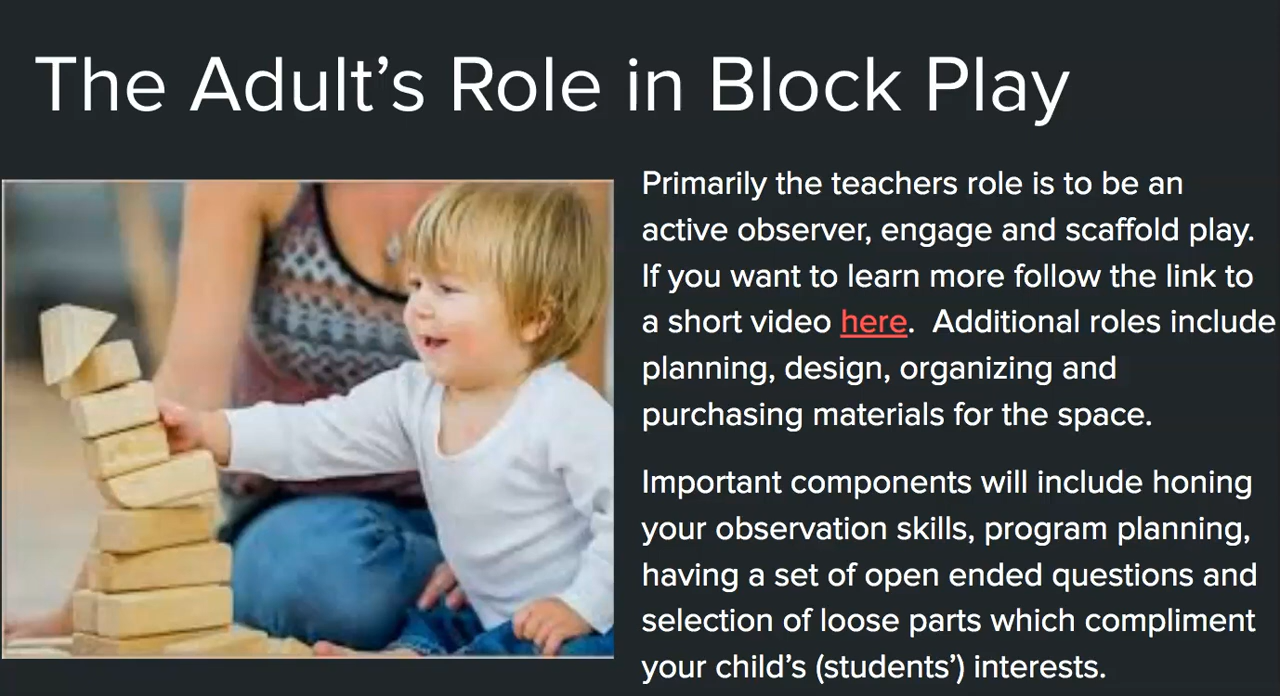 The Adult’s Role in Block Play
Primarily the teachers role is to be an
active observer, engage and scaffold play.
If you want to learn more follow the link to
a short video here.  Additional roles include
planning, design, organizing and
purchasing materials for the space.
Important components will include honing
your observation skills, program planning,
having a set of open ended questions and
selection of loose parts which compliment
your child’s (students’) interests.